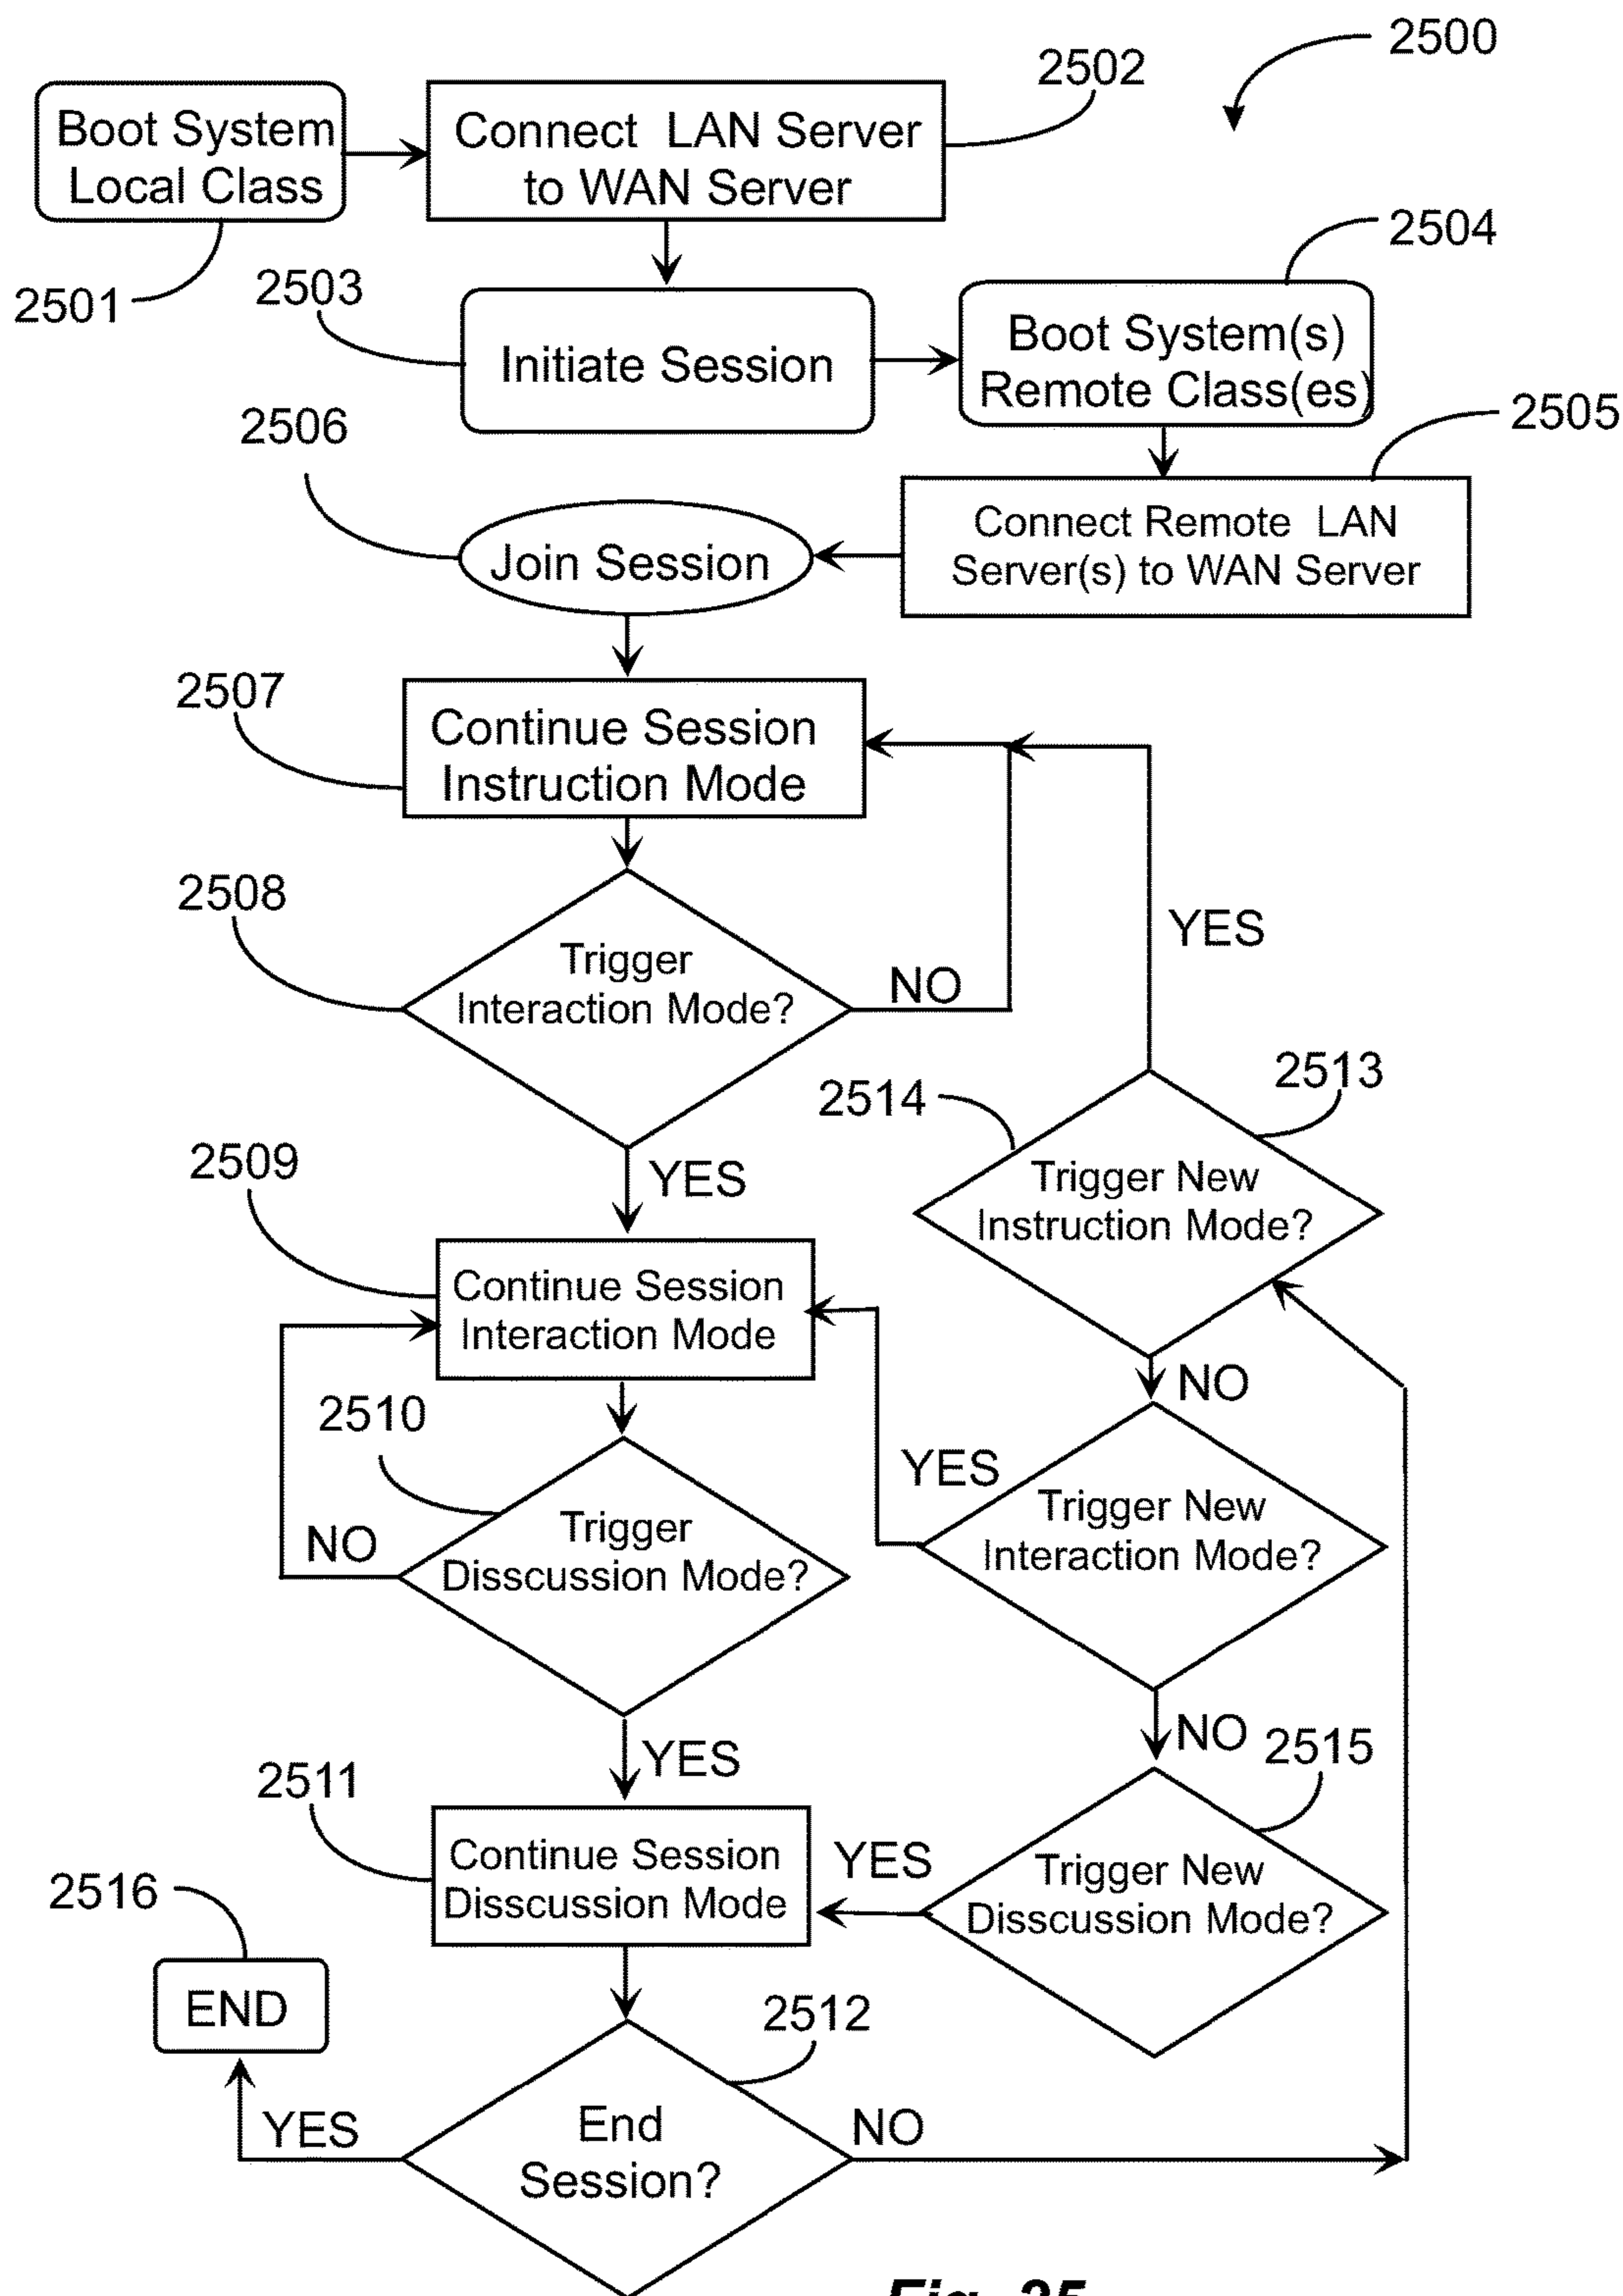 2500
2502
Boot System
Local Class
Connect LAN Server
to WAN Server
2501
2503
2504
Initiate Session
Boot System(s)
Remote Class(es)
2506
2505
Join Session
Connect Remote LAN
Server(s) to WAN Server
2507
Continue Session
Instruction Mode
2508
Trigger
Interaction Mode?
NO
YES
2514
2513
Trigger New
Instruction Mode?
YES
2509
Continue Session
Interaction Mode
NO
2510
Trigger
Disscussion Mode?
NO
YES
Trigger New
Interaction Mode?
YES
NO
2515
2511
Continue Session
Disscussion Mode
YES
Trigger New
Disscussion Mode?
2516
END
2512
End
Session?
YES
NO
Fig. 25